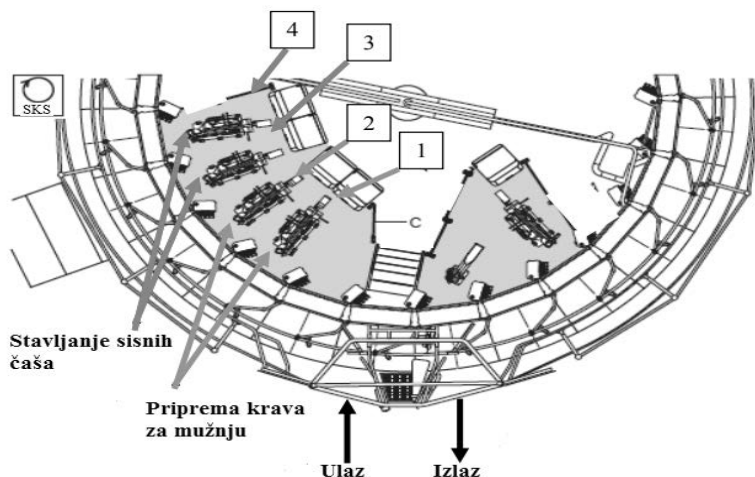 4
3
SKS
2
1
C
Stavljanje sisnih
čaša
Priprema krava
za mužnju
Ulaz
Izlaz